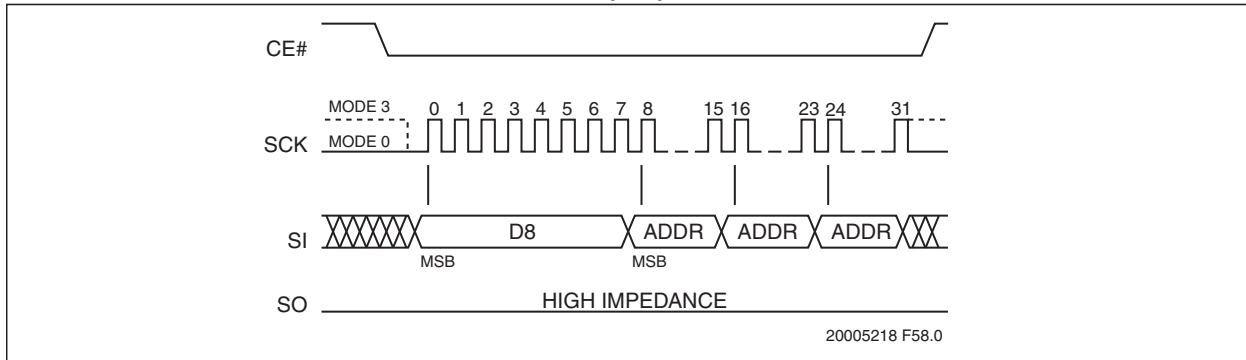 CE#
MODE 3
0 1 2 3 4 5 6 7 8 15 16 23 24 31
SCK
MODE 0
SI
D8 ADDR ADDR ADDR
MSB MSB
SO
HIGH IMPEDANCE
20005218 F58.0